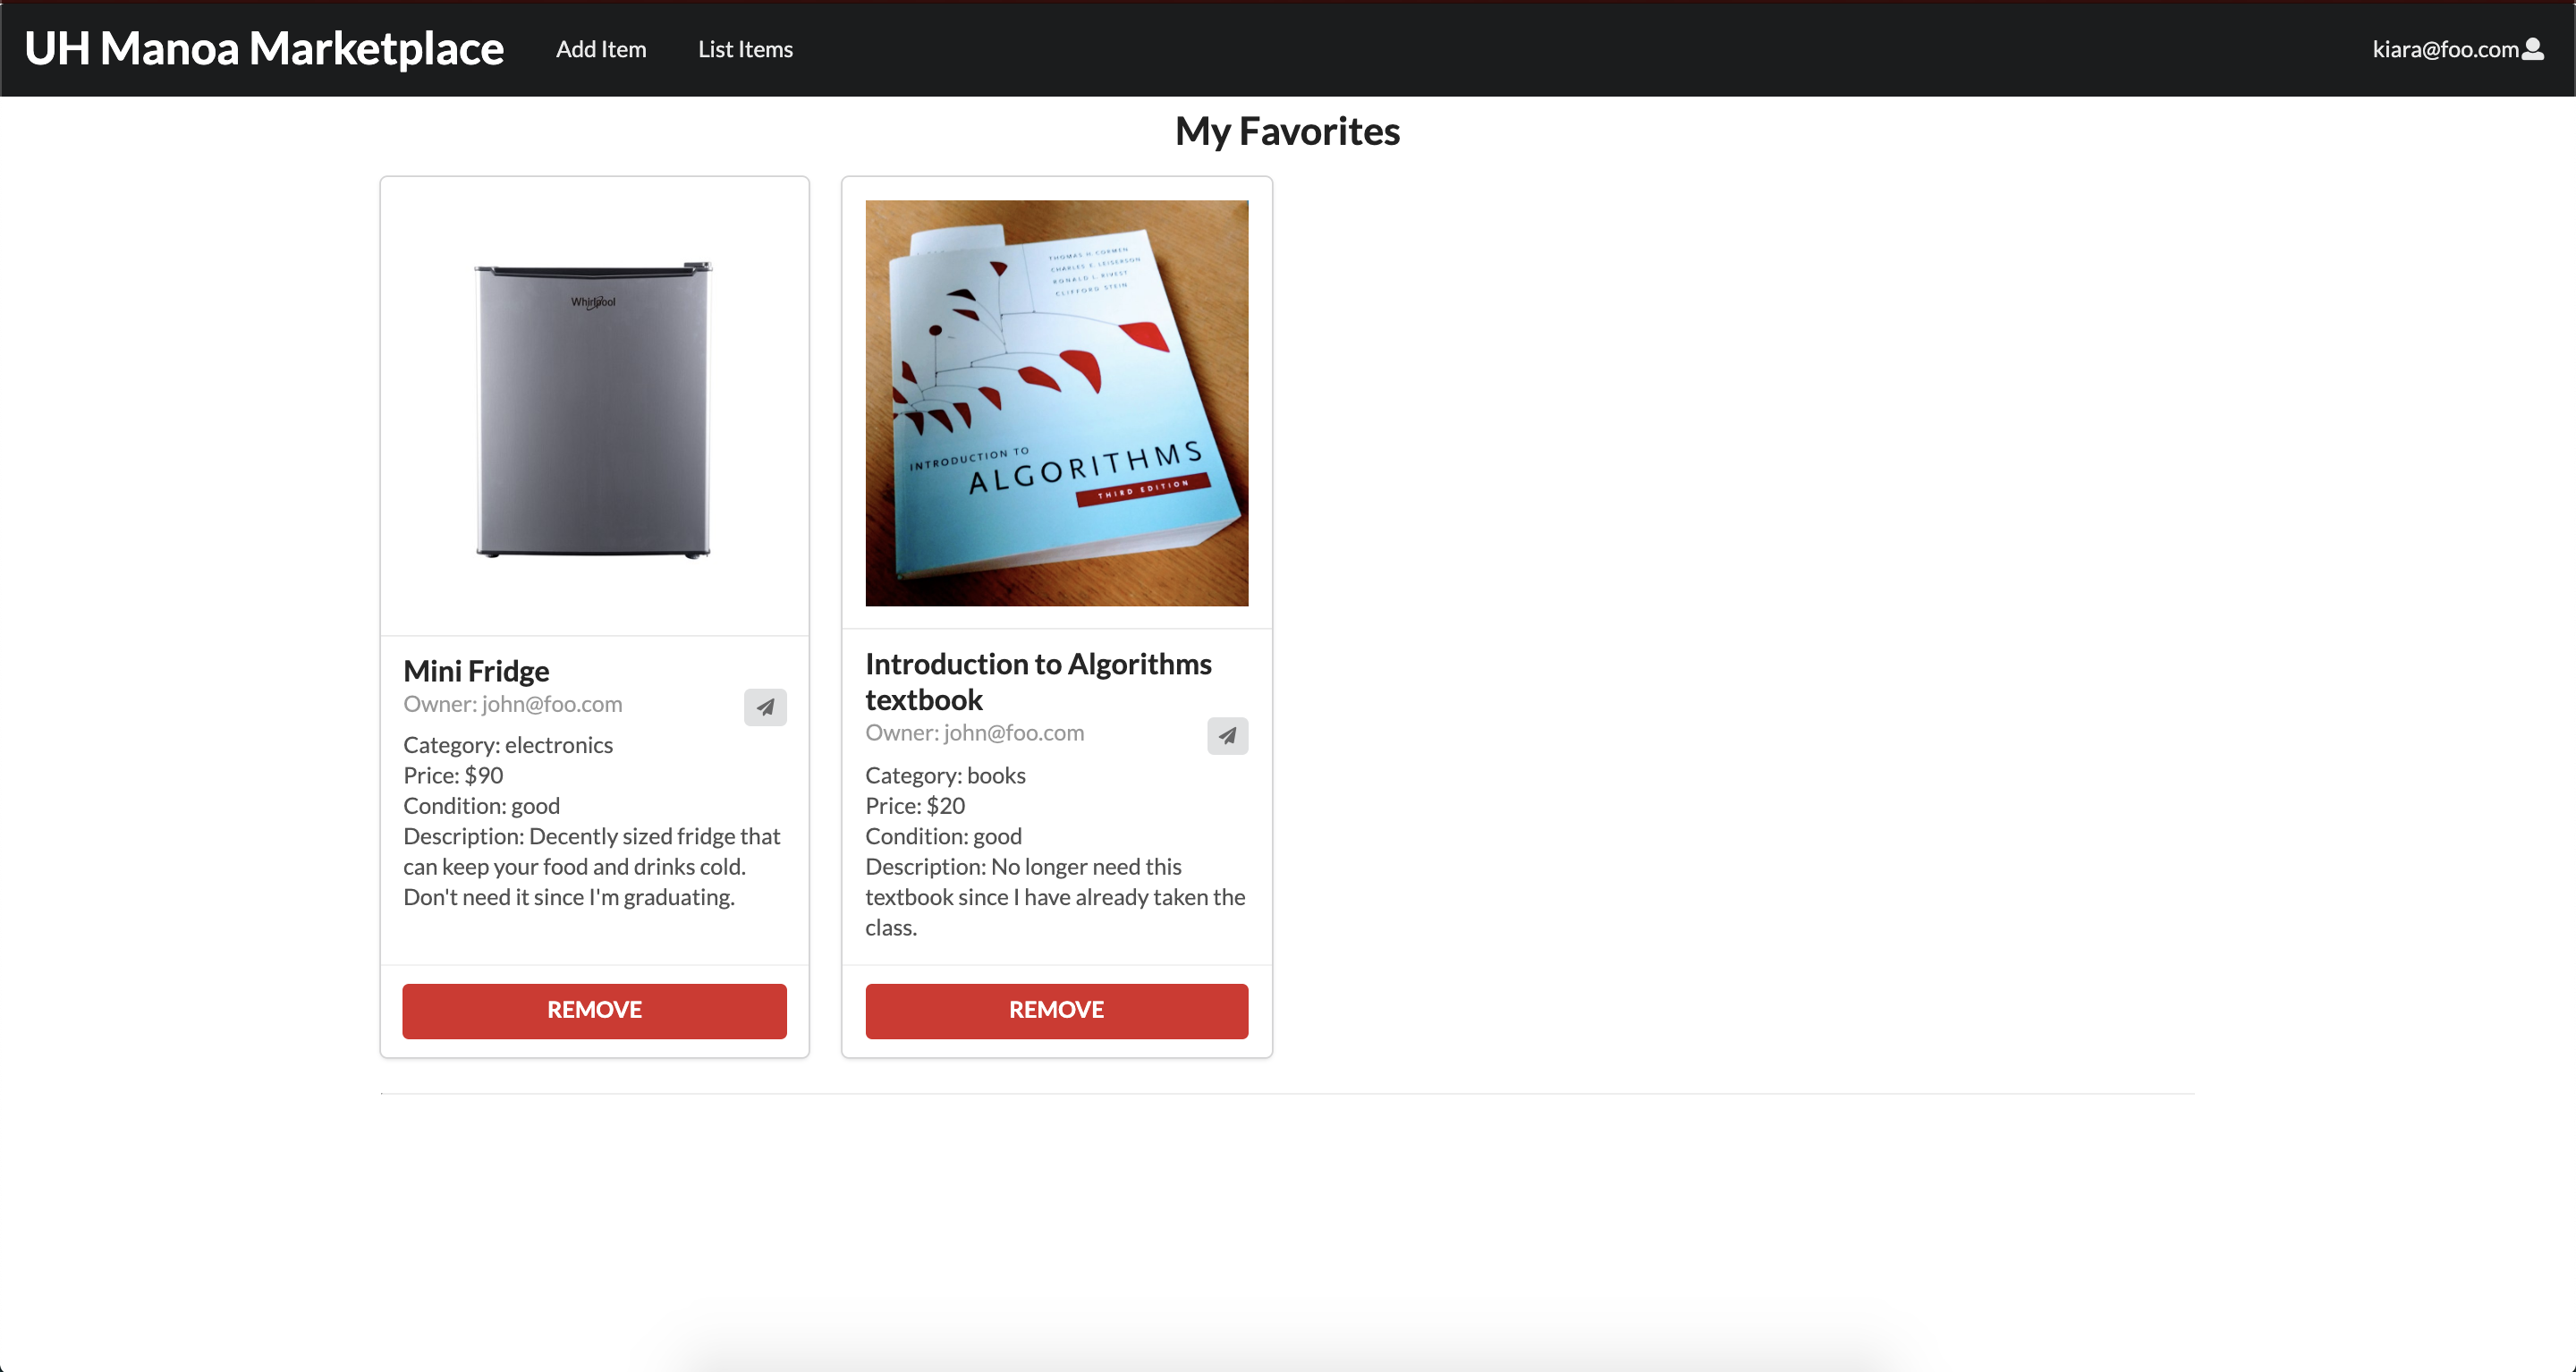 UH Manoa Marketplace
Add Item
List Items
kiara@foo.com
My Favorites
Whirlpool
Mini Fridge
Owner: john@foo.com
Category: electronics
Price: $90
Condition: good
Description: Decently sized fridge that
can keep your food and drinks cold.
Don't need it since I'm graduating.
REMOVE
THOMAS H. CORMEN
CHARLES E. LEISERSON
RONALD L. RIVEST
CLIFFORD STEIN
INTRODUCTION TO
ALGORITHMS
THIRD EDITION
Introduction to Algorithms
textbook
Owner: john@foo.com
Category: books
Price: $20
Condition: good
Description: No longer need this
textbook since I have already taken the
class.
REMOVE